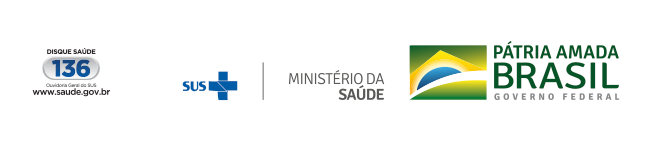 DISQUE SAÚDE
136
Ouvidoria Geral do SUS
www.saude.gov.br
SUS
MINISTÉRIO DA
SAÚDE
PÁTRIA AMADA
BRASIL
GOVERNO FEDERAL